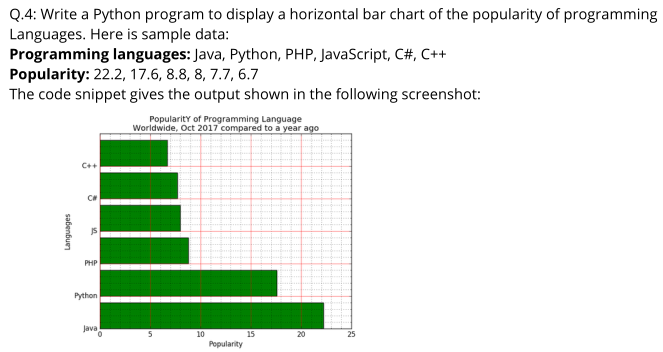 Q.4: Write a Python program to display a horizontal bar chart of the popularity of programming
Languages. Here is sample data:
Programming languages: Java, Python, PHP, JavaScript, C#, C++
Popularity: 22.2, 17.6, 8.8, 8, 7.7, 6.7
The code snippet gives the output shown in the following screenshot:
PopularitY of Programming Language
Worldwide, Oct 2017 compared to a year ago
Languages
C++
C#
JS
PHP
Python
Java
0 5 10 15 20 25
Popularity